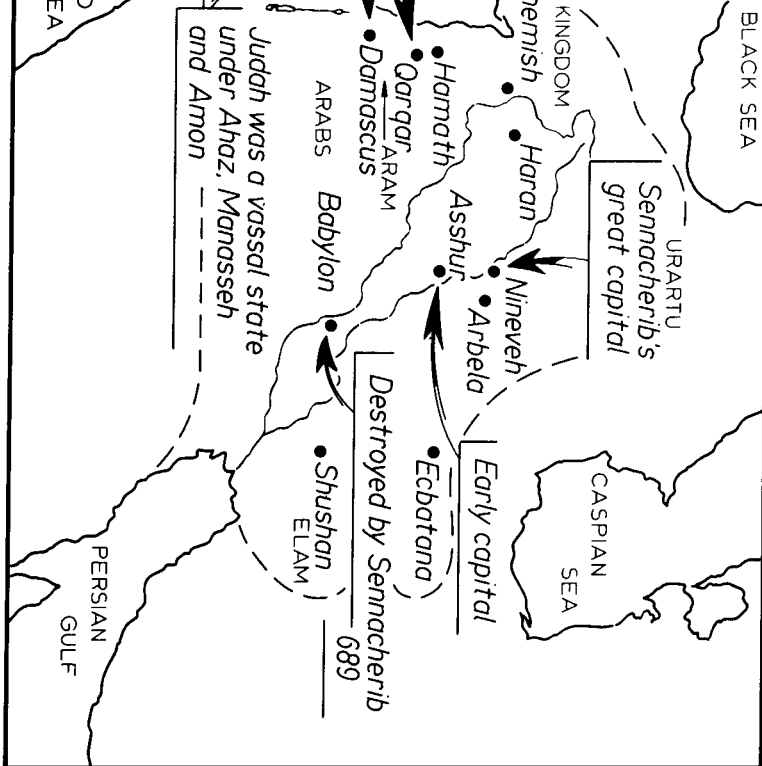 BLACK SEA
URARTU
Sennacherib's
great capital
CASPIAN
SEA
KINGDOM
hemish
Haran
Nineveh
Arbela
Early capital
Hamath
Qarqar
ARAM
Asshur
Ecbatana
Damascus
ARABS
Babylon
Destroyed by Sennacherib
689
Shushan
ELAM
Judah was a vassal state
under Ahaz, Manasseh
and Amon
PERSIAN
GULF
EA